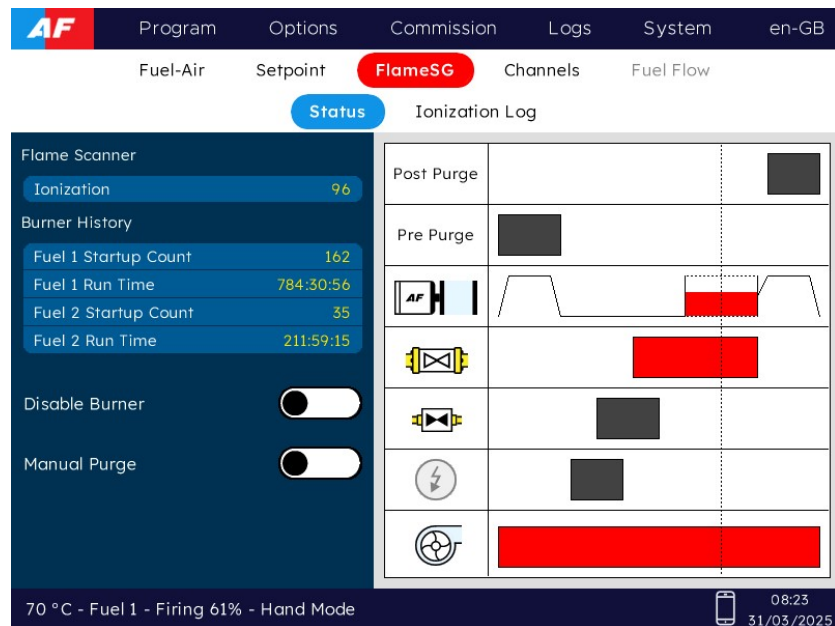 AF Program Options Commission Logs System en-GB
Fuel-Air Setpoint FlameSG Channels Fuel Flow
Status Ionization Log
Flame Scanner
Ionization 96
Burner History
Fuel 1 Startup Count 162
Fuel 1 Run Time 784:30:56
Fuel 2 Startup Count 35
Fuel 2 Run Time 211:59:15
Disable Burner
Manual Purge
Post Purge
Pre Purge
AF
70 °C - Fuel 1 - Firing 61% - Hand Mode
08:23
31/03/2025